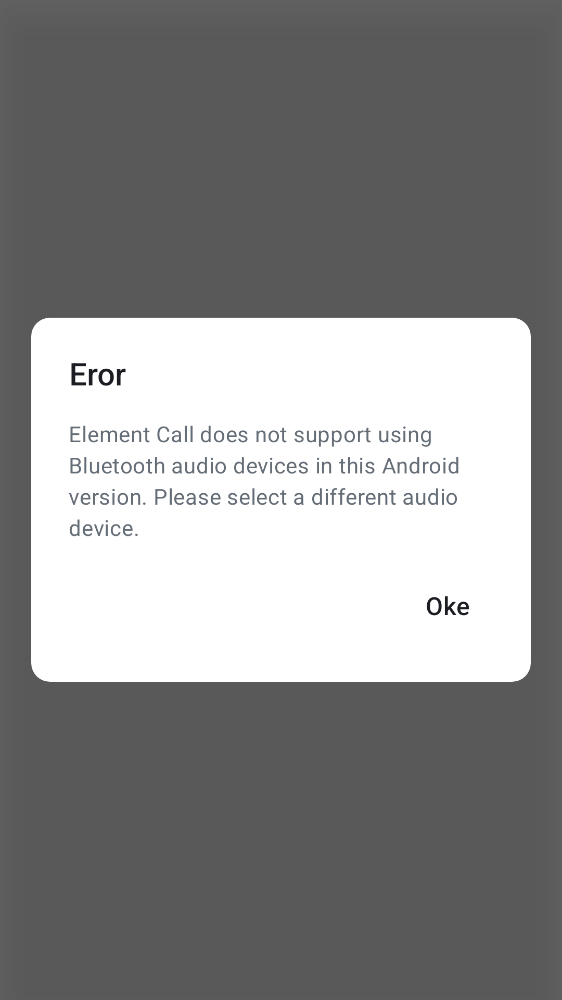 Eror
Element Call does not support using
Bluetooth audio devices in this Android
version. Please select a different audio
device.
Oke